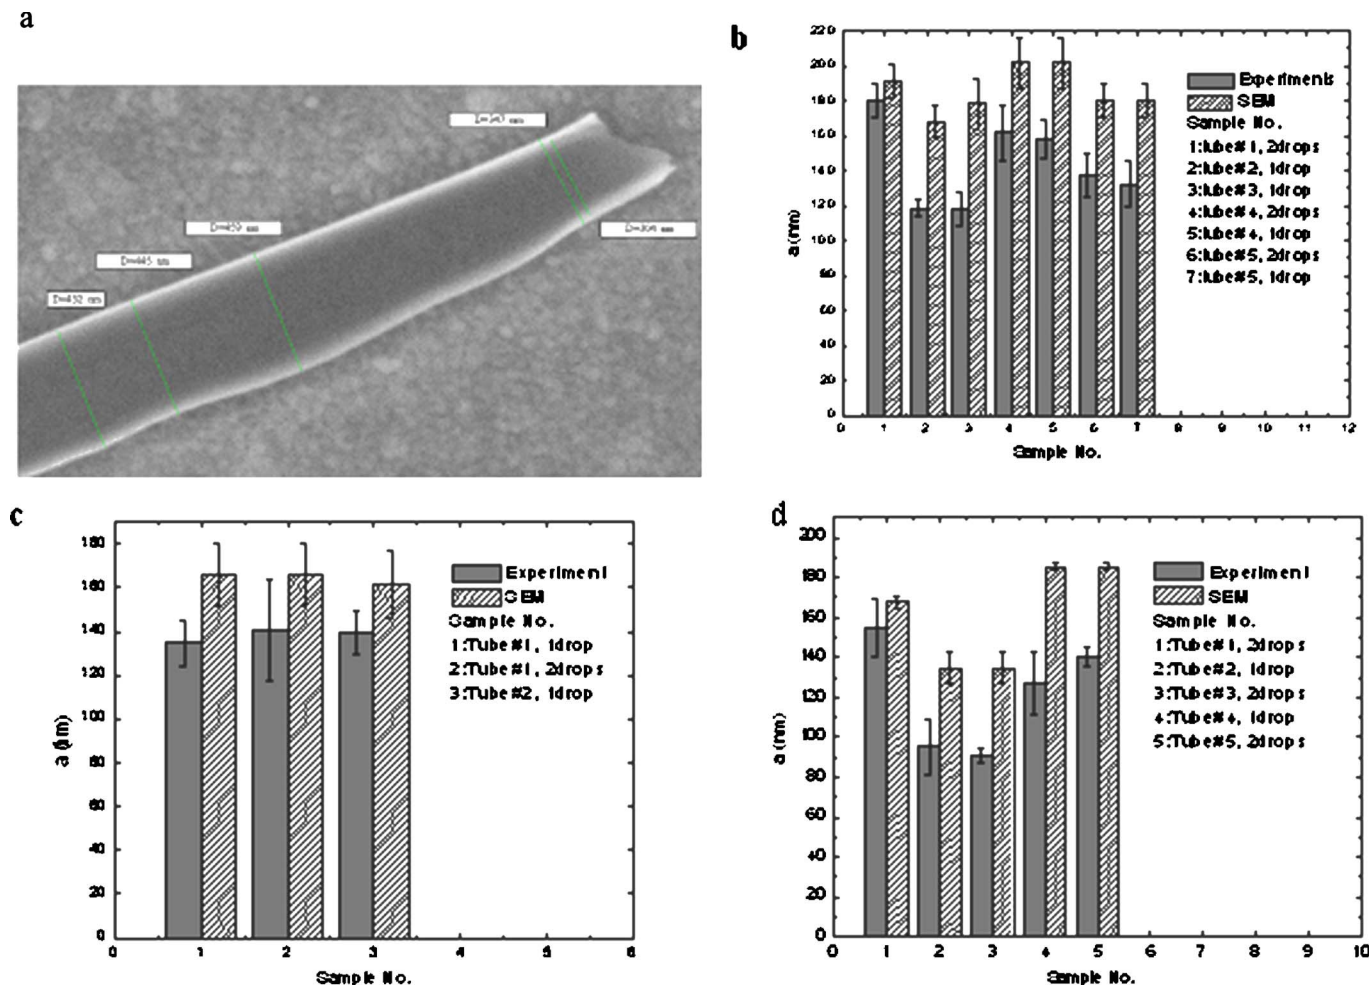 a
D=343 nm
D=459 nm
D=445 nm
D=432 nm
b
220
200
180
160
140
120
100
80
60
40
20
0
a (nm)
0 1 2 3 4 5 6 7 8 9 10 11 12
Sample No.
Experiments
SEM
Sample No.
1:tube#1, 2drops
2:tube#2, 1drop
3:tube#3, 1drop
4:tube#4, 2drops
5:tube#4, 1drop
6:tube#5, 2drops
7:tube#5, 1drop
c
180
160
140
120
100
80
60
40
20
0
0 1 2 3 4 5 6
Sample No.
Experiment
SEM
Sample No.
1:Tube#1, 1drop
2:Tube#1, 2drops
3:Tube#2, 1drop
d
200
180
160
140
120
100
80
60
40
20
0
a (nm)
0 1 2 3 4 5 6 7 8 9 10
Sample No.
Experiment
SEM
Sample No.
1:Tube#1, 2drops
2:Tube#2, 1drop
3:Tube#3, 2drops
4:Tube#4, 1drop
5:Tube#5, 2drops